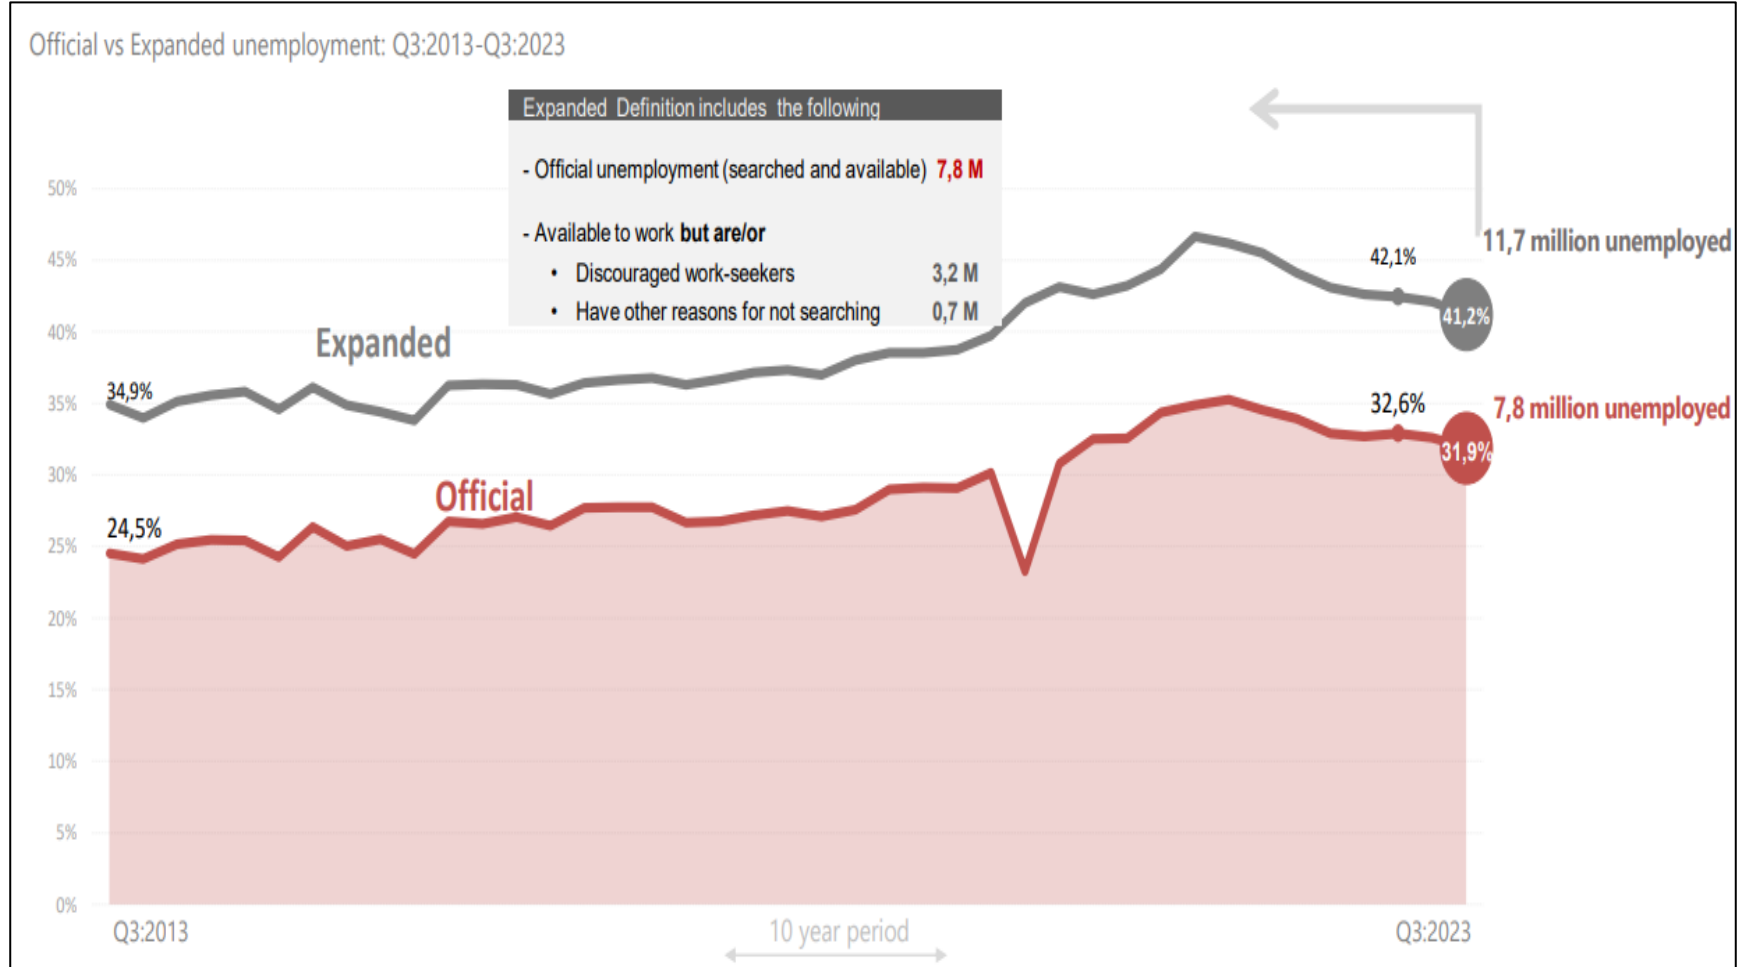 Official vs Expanded unemployment: Q3:2013-Q3:2023
Expanded Definition includes the following
- Official unemployment (searched and available) 7,8 M
- Available to work but are/or
• Discouraged work-seekers 3,2 M
• Have other reasons for not searching 0,7 M
50%
45%
40%
35%
30%
25%
20%
15%
10%
5%
0%
11,7 million unemployed
42,1%
41,2%
Expanded
34,9%
32,6%
7,8 million unemployed
31,9%
Official
24,5%
Q3:2013
10 year period
Q3:2023